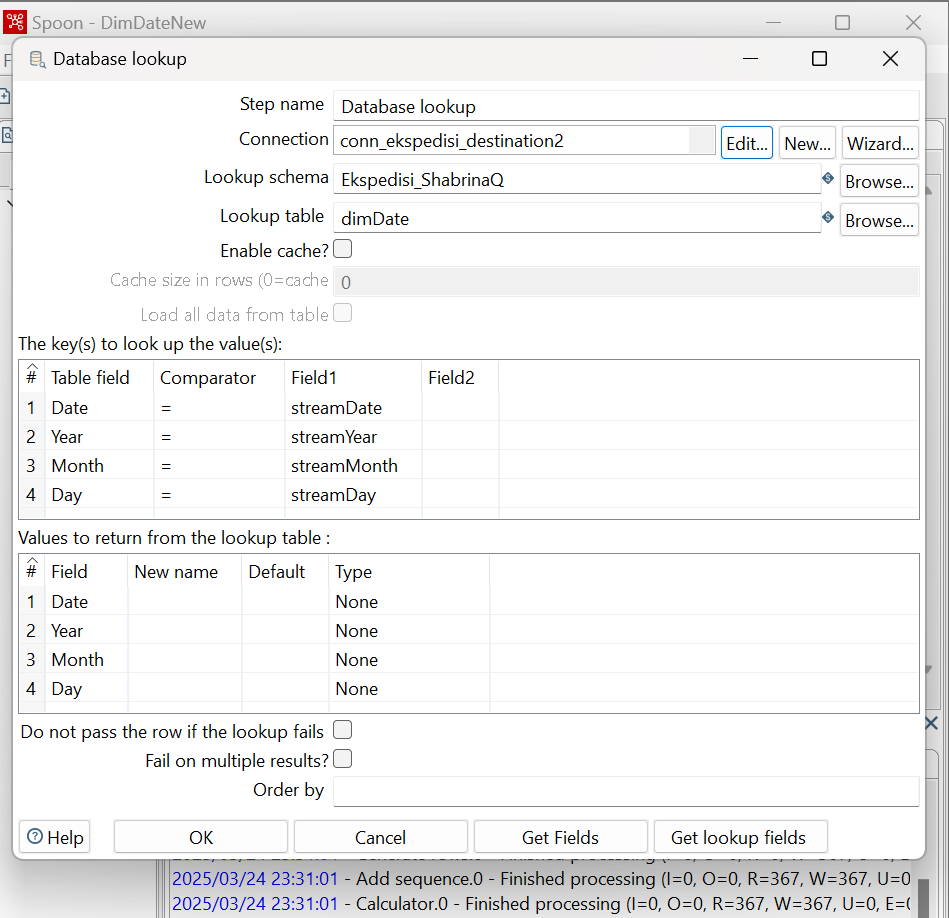 Spoon - DimDateNew
Database lookup
Step name Database lookup
Connection conn_ekspedisi_destination2 Edit... New... Wizard...
Lookup schema Ekspedisi_ShabrinaQ Browse...
Lookup table dimDate Browse...
Enable cache?
Cache size in rows (0=cache 0
Load all data from table
The key(s) to look up the value(s):
# Table field Comparator Field1 Field2
1 Date = streamDate
2 Year = streamYear
3 Month = streamMonth
4 Day = streamDay
Values to return from the lookup table :
# Field New name Default Type
1 Date None
2 Year None
3 Month None
4 Day None
Do not pass the row if the lookup fails
Fail on multiple results?
Order by
Help OK Cancel Get Fields Get lookup fields
2025/03/24 23:31:01 - Add sequence.0 - Finished processing (I=0, O=0, R=367, W=367, U=0
2025/03/24 23:31:01 - Calculator.0 - Finished processing (I=0, O=0, R=367, W=367, U=0, E=0